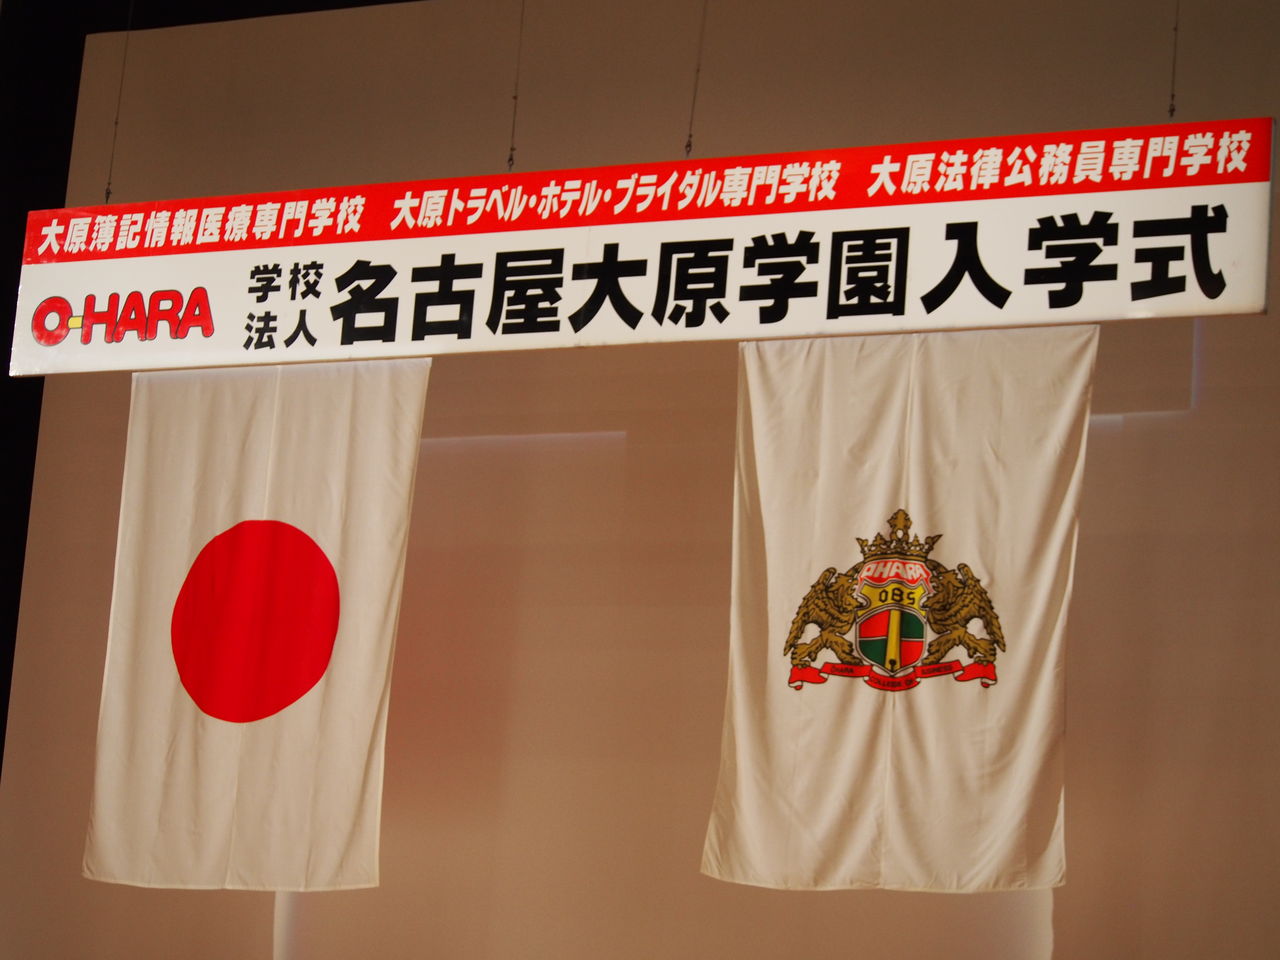 大原簿記情報医療専門学校 大原トラベル・ホテル・ブライダル専門学校 大原法律公務員専門学校
O-HARA
学校
法人
名古屋大原学園入学式
OHARA
OHARA COLLEGE OF